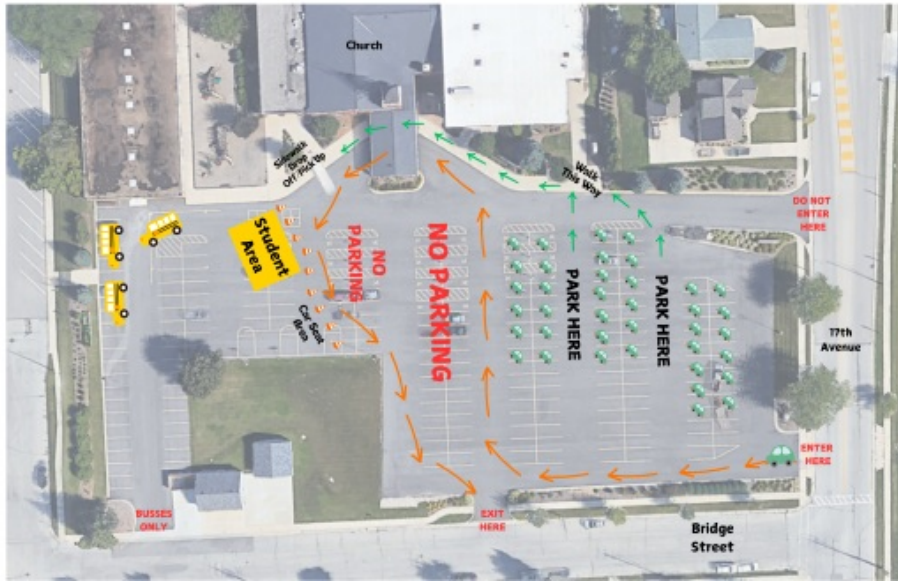 Church
Sidewalk
Drop
Off/Pick Up
Walk
This Way
DO NOT
ENTER
HERE
Student
Area
NO
PARKING
NO PARKING
PARK HERE
PARK HERE
Car Seat
Area
17th
Avenue
ENTER
HERE
BUSSES
ONLY
EXIT
HERE
Bridge
Street